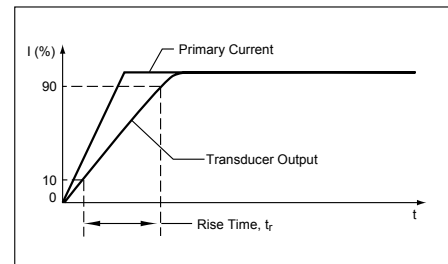 I (%)
Primary Current
90
Transducer Output
10
0
t
Rise Time, tr